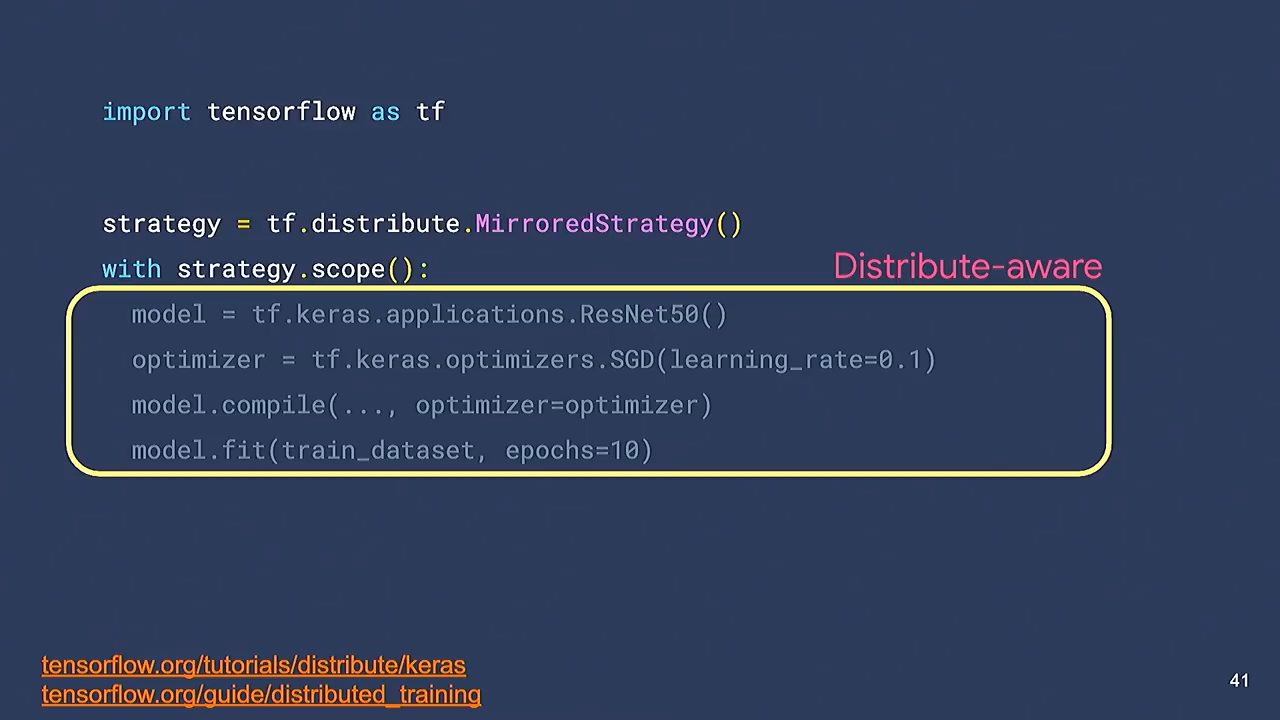 import tensorflow as tf
strategy = tf.distribute.MirroredStrategy()
with strategy.scope():
Distribute-aware
model = tf.keras.applications.ResNet50()
optimizer = tf.keras.optimizers.SGD(learning_rate=0.1)
model.compile(..., optimizer=optimizer)
model.fit(train_dataset, epochs=10)
tensorflow.org/tutorials/distribute/keras
tensorflow.org/guide/distributed_training
41